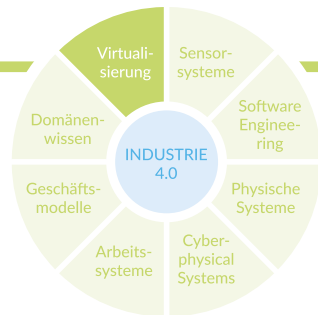 Virtuali-
sierung
Sensor-
systeme
Software
Enginee-
ring
Physische
Systeme
Cyber-
physical
Systems
Arbeits-
systeme
Geschäfts-
modelle
Domänen-
wissen
INDUSTRIE
4.0